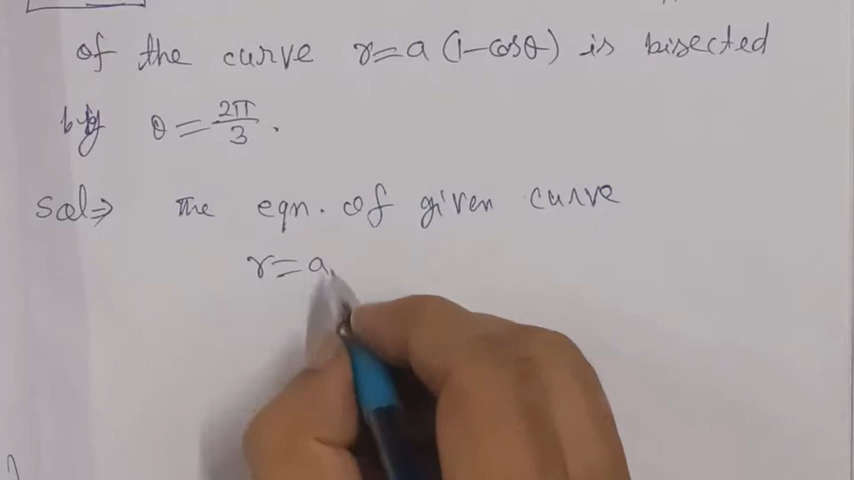 of the curve r=a (1-cosθ) is bisected
by θ = 2π/3 .
Sol⇒ The eqn. of given curve
r=a